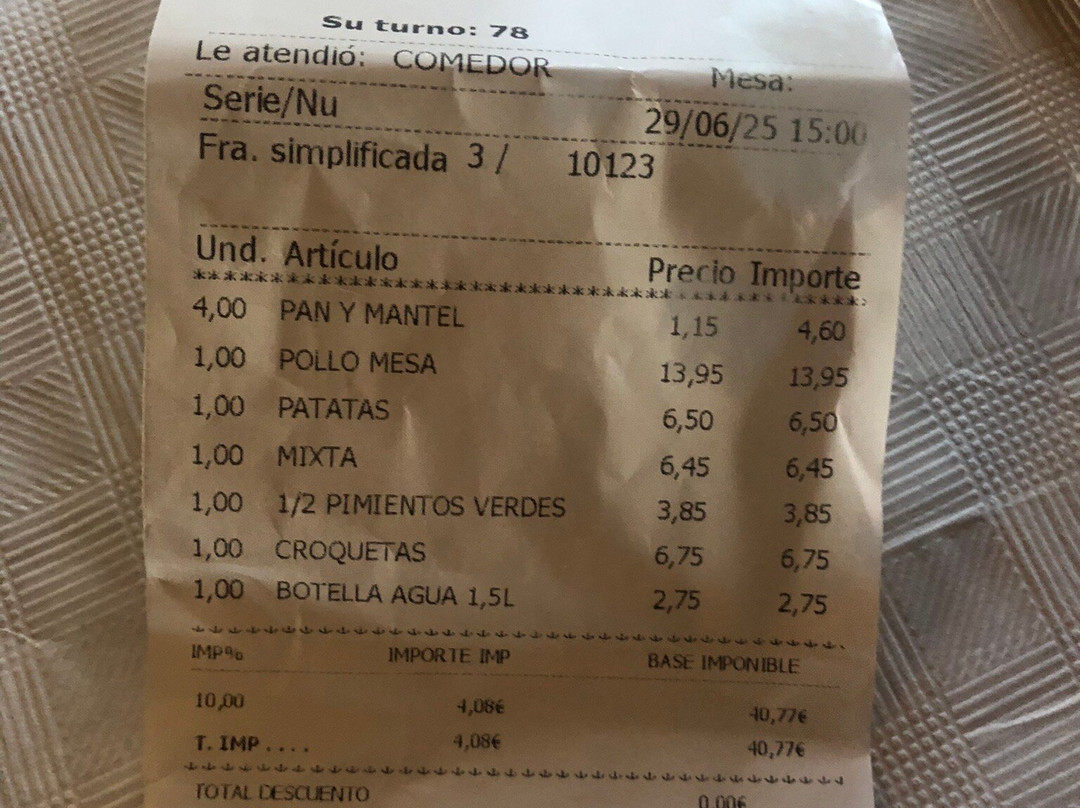 Su turno: 78
Le atendió: COMEDOR Mesa:
Serie/Nu 29/06/25 15:00
Fra. simplificada 3 / 10123
Und. Artículo Precio Importe
4,00 PAN Y MANTEL 1,15 4,60
1,00 POLLO MESA 13,95 13,95
1,00 PATATAS 6,50 6,50
1,00 MIXTA 6,45 6,45
1,00 1/2 PIMIENTOS VERDES 3,85 3,85
1,00 CROQUETAS 6,75 6,75
1,00 BOTELLA AGUA 1,5L 2,75 2,75
IMP% IMPORTE IMP BASE IMPONIBLE
10,00 4,08€ 40,77€
T. IMP .... 4,08€ 40,77€
TOTAL DESCUENTO 0,00€